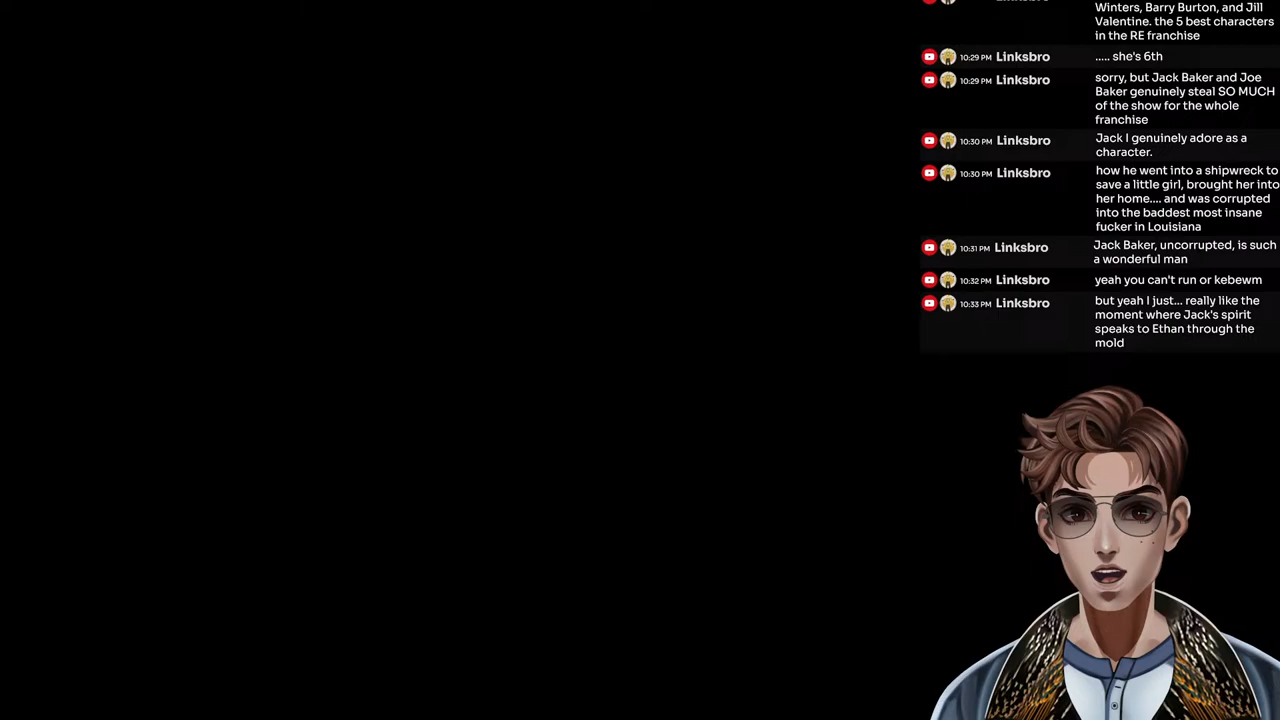 Winters, Barry Burton, and Jill
Valentine. the 5 best characters
in the RE franchise
10:29 PM Linksbro ..... she's 6th
10:29 PM Linksbro sorry, but Jack Baker and Joe
Baker genuinely steal SO MUCH
of the show for the whole
franchise
10:30 PM Linksbro Jack I genuinely adore as a
character.
10:30 PM Linksbro how he went into a shipwreck to
save a little girl, brought her into
her home.... and was corrupted
into the baddest most insane
fucker in Louisiana
10:31 PM Linksbro Jack Baker, uncorrupted, is such
a wonderful man
10:32 PM Linksbro yeah you can't run or kebewm
10:33 PM Linksbro but yeah I just... really like the
moment where Jack's spirit
speaks to Ethan through the
mold